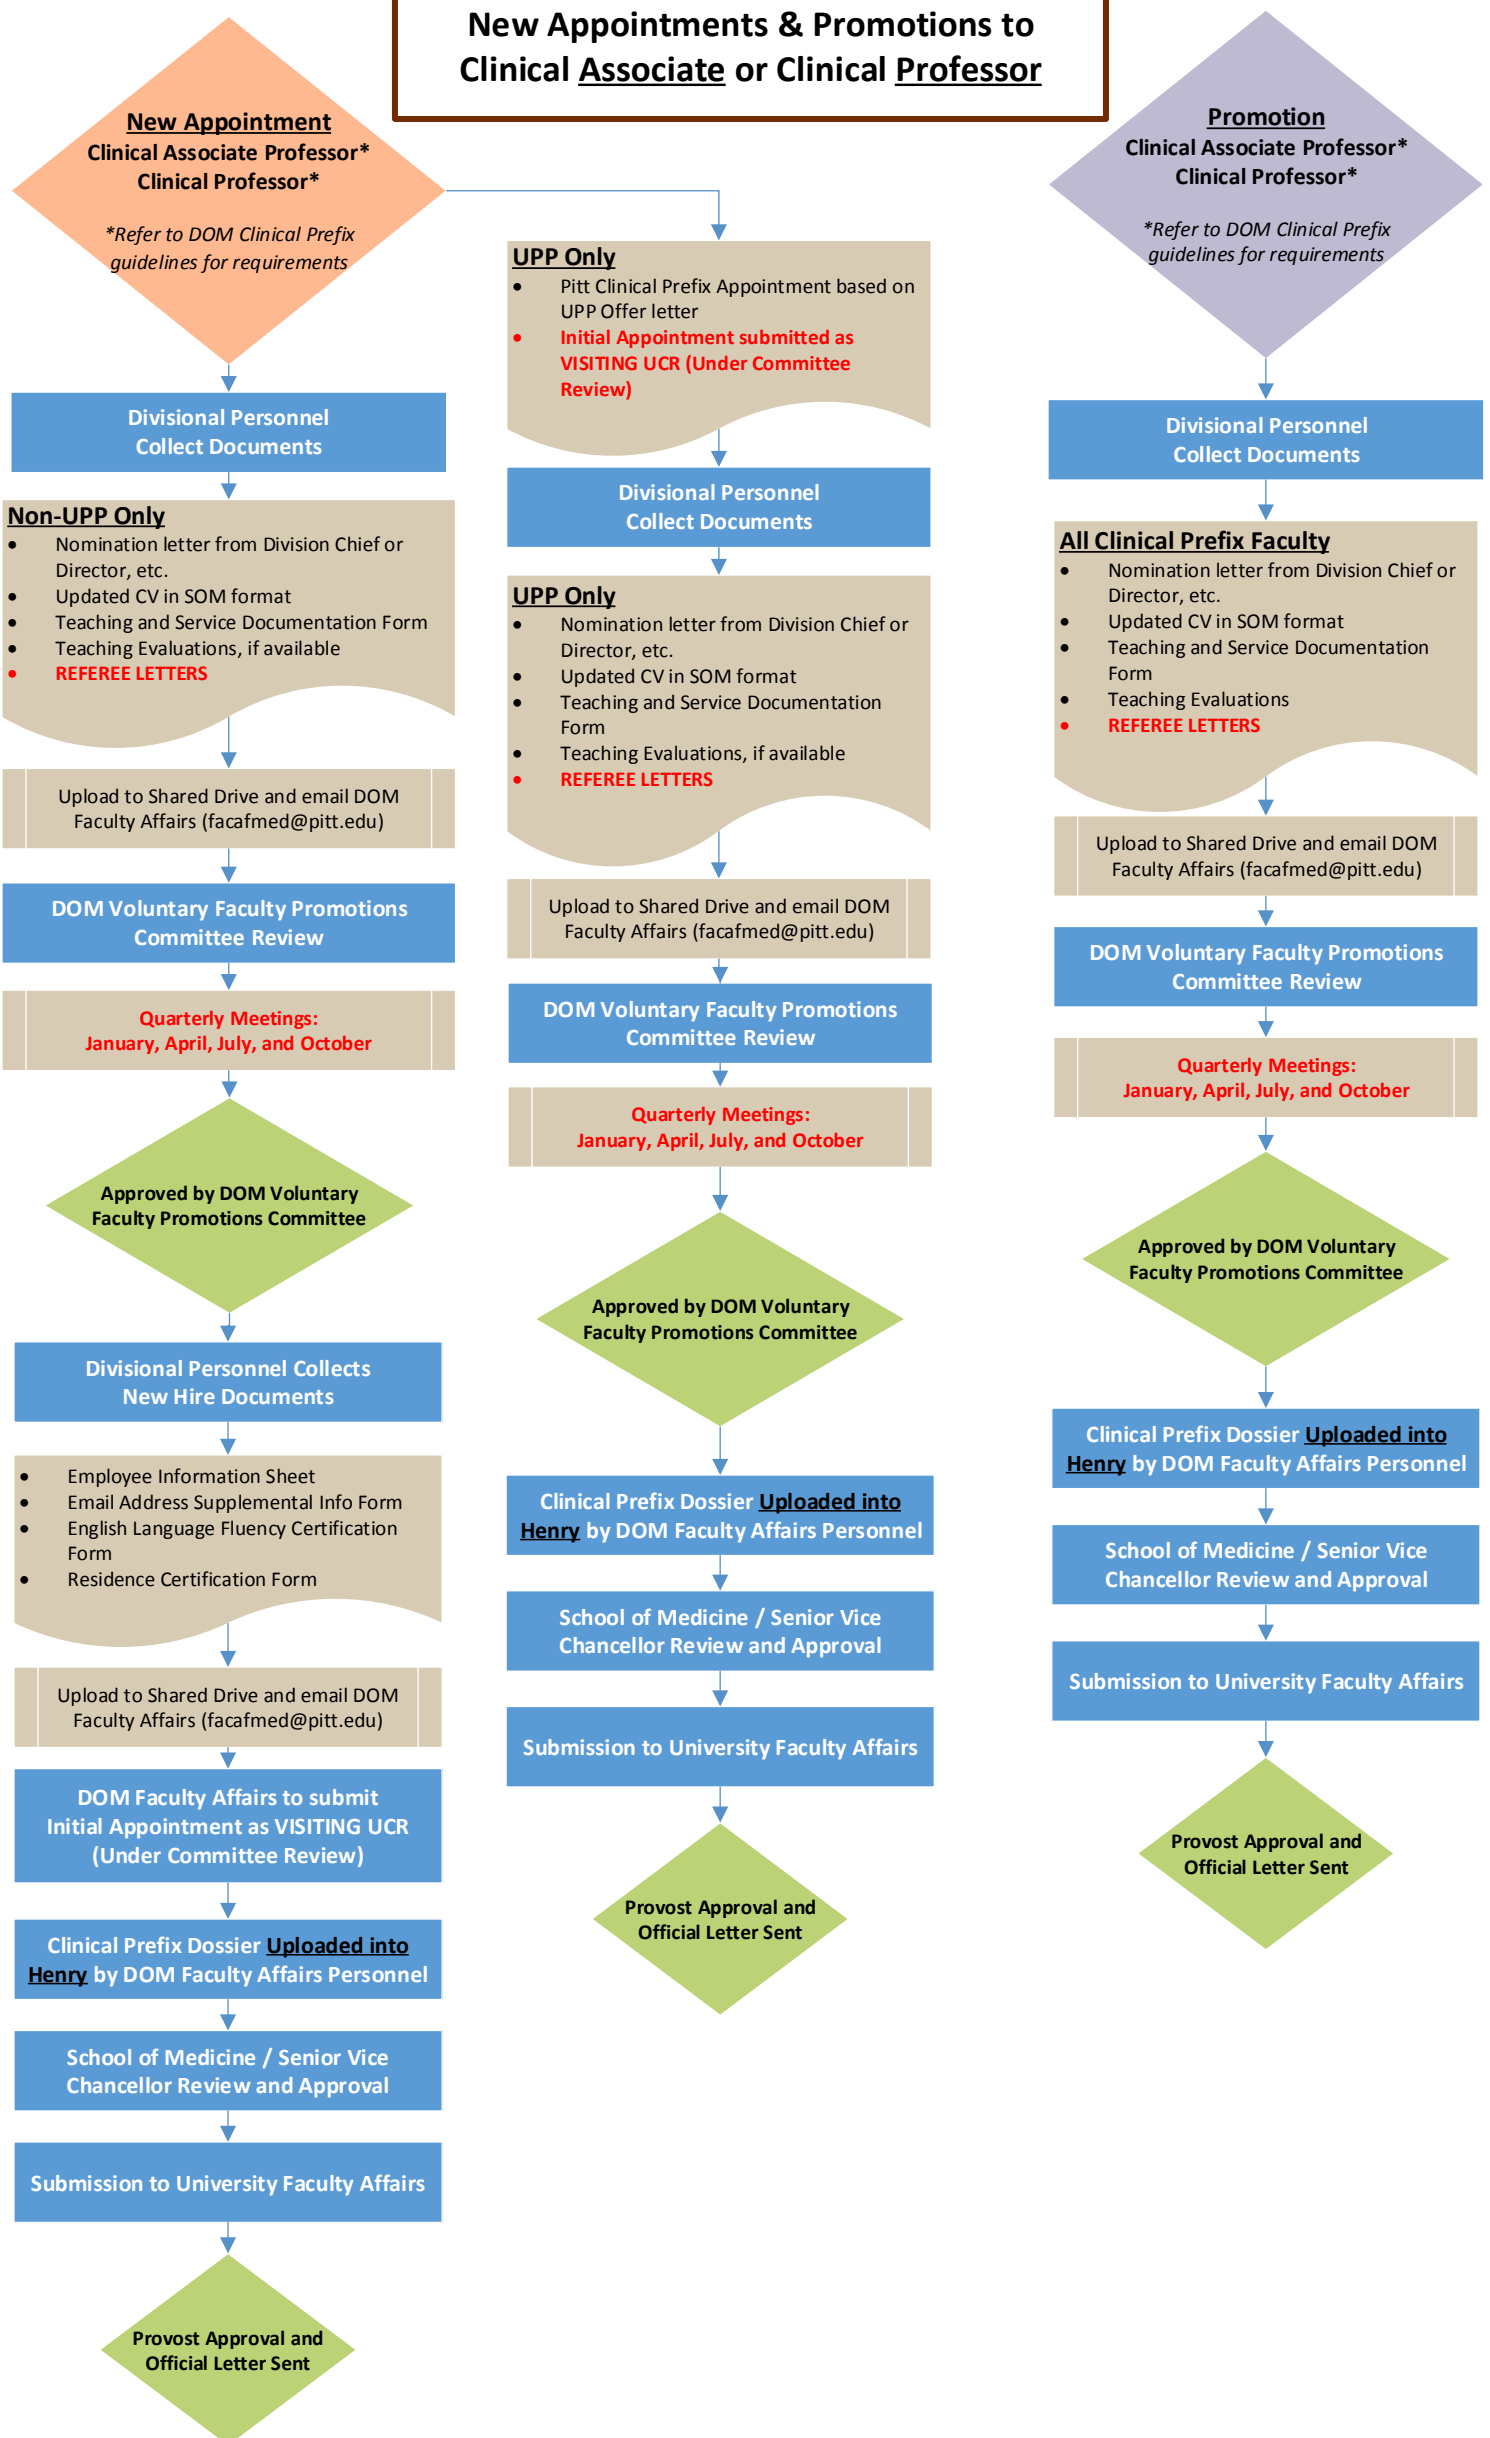 New Appointments & Promotions to
Clinical Associate or Clinical Professor
New Appointment
Clinical Associate Professor*
Clinical Professor*
*Refer to DOM Clinical Prefix
guidelines for requirements
Divisional Personnel
Collect Documents
Non-UPP Only
• Nomination letter from Division Chief or
Director, etc.
• Updated CV in SOM format
• Teaching and Service Documentation Form
• Teaching Evaluations, if available
• REFEREE LETTERS
Upload to Shared Drive and email DOM
Faculty Affairs (facafmed@pitt.edu)
DOM Voluntary Faculty Promotions
Committee Review
Quarterly Meetings:
January, April, July, and October
Approved by DOM Voluntary
Faculty Promotions Committee
Divisional Personnel Collects
New Hire Documents
• Employee Information Sheet
• Email Address Supplemental Info Form
• English Language Fluency Certification
Form
• Residence Certification Form
Upload to Shared Drive and email DOM
Faculty Affairs (facafmed@pitt.edu)
DOM Faculty Affairs to submit
Initial Appointment as VISITING UCR
(Under Committee Review)
Clinical Prefix Dossier Uploaded into
Henry by DOM Faculty Affairs Personnel
School of Medicine / Senior Vice
Chancellor Review and Approval
Submission to University Faculty Affairs
Provost Approval and
Official Letter Sent
UPP Only
• Pitt Clinical Prefix Appointment based on
UPP Offer letter
• Initial Appointment submitted as
VISITING UCR (Under Committee
Review)
Divisional Personnel
Collect Documents
UPP Only
• Nomination letter from Division Chief or
Director, etc.
• Updated CV in SOM format
• Teaching and Service Documentation
Form
• Teaching Evaluations, if available
• REFEREE LETTERS
Upload to Shared Drive and email DOM
Faculty Affairs (facafmed@pitt.edu)
DOM Voluntary Faculty Promotions
Committee Review
Quarterly Meetings:
January, April, July, and October
Approved by DOM Voluntary
Faculty Promotions Committee
Clinical Prefix Dossier Uploaded into
Henry by DOM Faculty Affairs Personnel
School of Medicine / Senior Vice
Chancellor Review and Approval
Submission to University Faculty Affairs
Provost Approval and
Official Letter Sent
Promotion
Clinical Associate Professor*
Clinical Professor*
*Refer to DOM Clinical Prefix
guidelines for requirements
Divisional Personnel
Collect Documents
All Clinical Prefix Faculty
• Nomination letter from Division Chief or
Director, etc.
• Updated CV in SOM format
• Teaching and Service Documentation
Form
• Teaching Evaluations
• REFEREE LETTERS
Upload to Shared Drive and email DOM
Faculty Affairs (facafmed@pitt.edu)
DOM Voluntary Faculty Promotions
Committee Review
Quarterly Meetings:
January, April, July, and October
Approved by DOM Voluntary
Faculty Promotions Committee
Clinical Prefix Dossier Uploaded into
Henry by DOM Faculty Affairs Personnel
School of Medicine / Senior Vice
Chancellor Review and Approval
Submission to University Faculty Affairs
Provost Approval and
Official Letter Sent